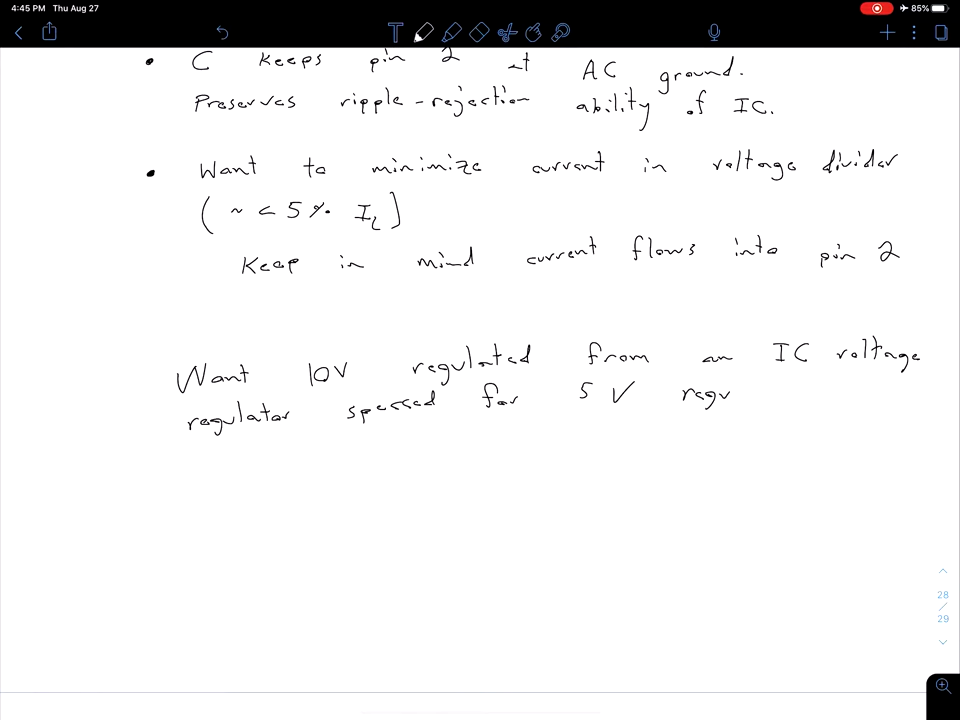 4:45 PM Thu Aug 27
85%
• C keeps pin 2 at AC ground.
Preserves ripple-rejection ability of IC.
• Want to minimize current in voltage divider
( ~ < 5 % I_L )
Keep in mind current flows into pin 2
Want 10V regulated from an IC voltage
regulator specced for 5 V regu
28
/
29